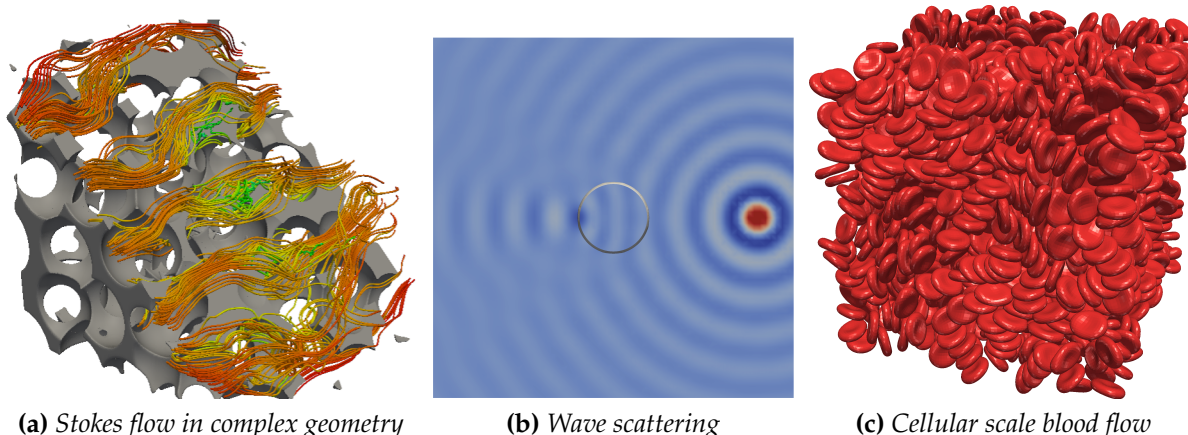 (a) Stokes flow in complex geometry
(b) Wave scattering
(c) Cellular scale blood flow